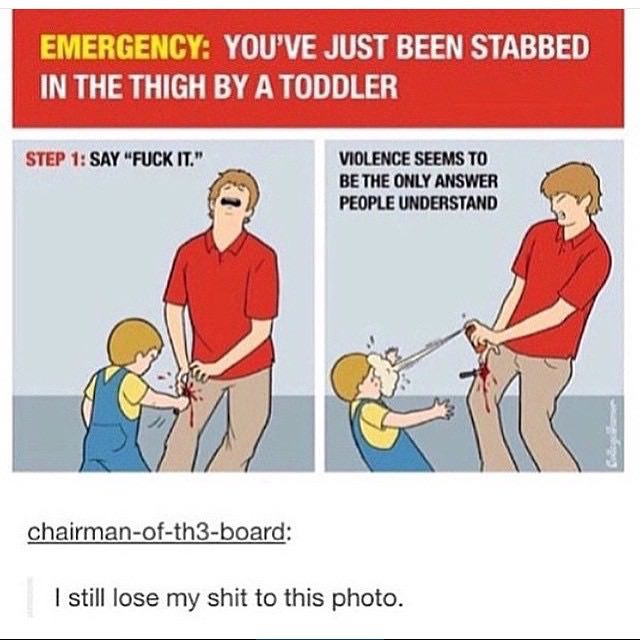 EMERGENCY: YOU'VE JUST BEEN STABBED
IN THE THIGH BY A TODDLER
STEP 1: SAY "FUCK IT."
VIOLENCE SEEMS TO
BE THE ONLY ANSWER
PEOPLE UNDERSTAND
CollegeHumor
chairman-of-th3-board:
I still lose my shit to this photo.